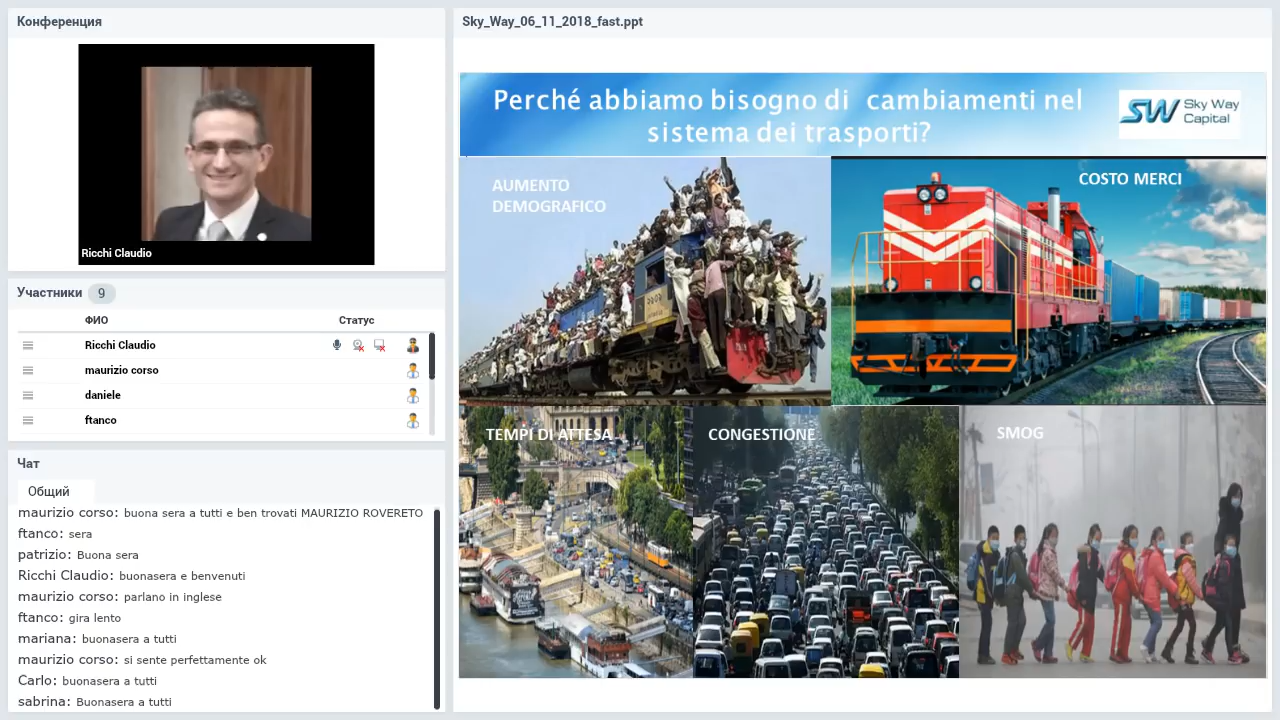 Конференция
Ricchi Claudio
Участники 9
ФИО Статус
Ricchi Claudio
maurizio corso
daniele
ftanco
Чат
Общий
maurizio corso: buona sera a tutti e ben trovati MAURIZIO ROVERETO
ftanco: sera
patrizio: Buona sera
Ricchi Claudio: buonasera e benvenuti
maurizio corso: parlano in inglese
ftanco: gira lento
mariana: buonasera a tutti
maurizio corso: si sente perfettamente ok
Carlo: buonasera a tutti
sabrina: Buonasera a tutti
Sky_Way_06_11_2018_fast.ppt
Perché abbiamo bisogno di cambiamenti nel
sistema dei trasporti?
SW Sky Way
Capital
AUMENTO
DEMOGRAFICO
COSTO MERCI
TEMPI DI ATTESA
CONGESTIONE
SMOG